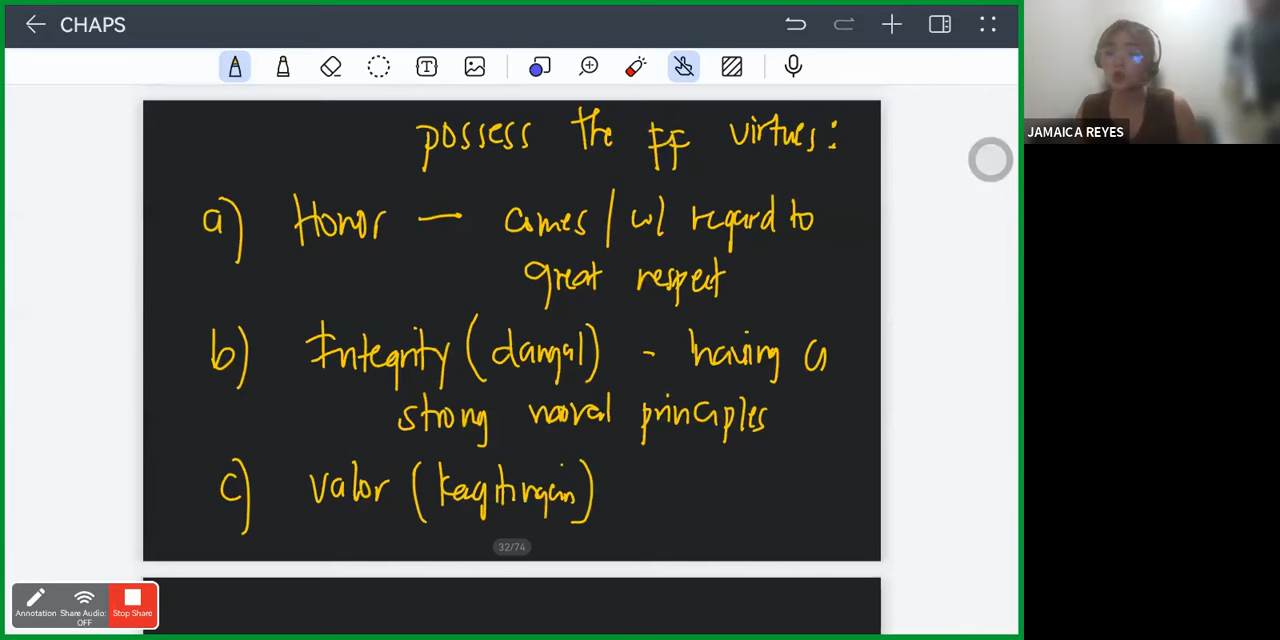 CHAPS
JAMAICA REYES
possess the ff virtues:
a) Honor — comes / w/ regard to
great respect
b) Integrity (dangal) - having a
strong moral principles
c) valor (kagitingan)
32/74
Annotation
Share Audio: OFF
Stop Share